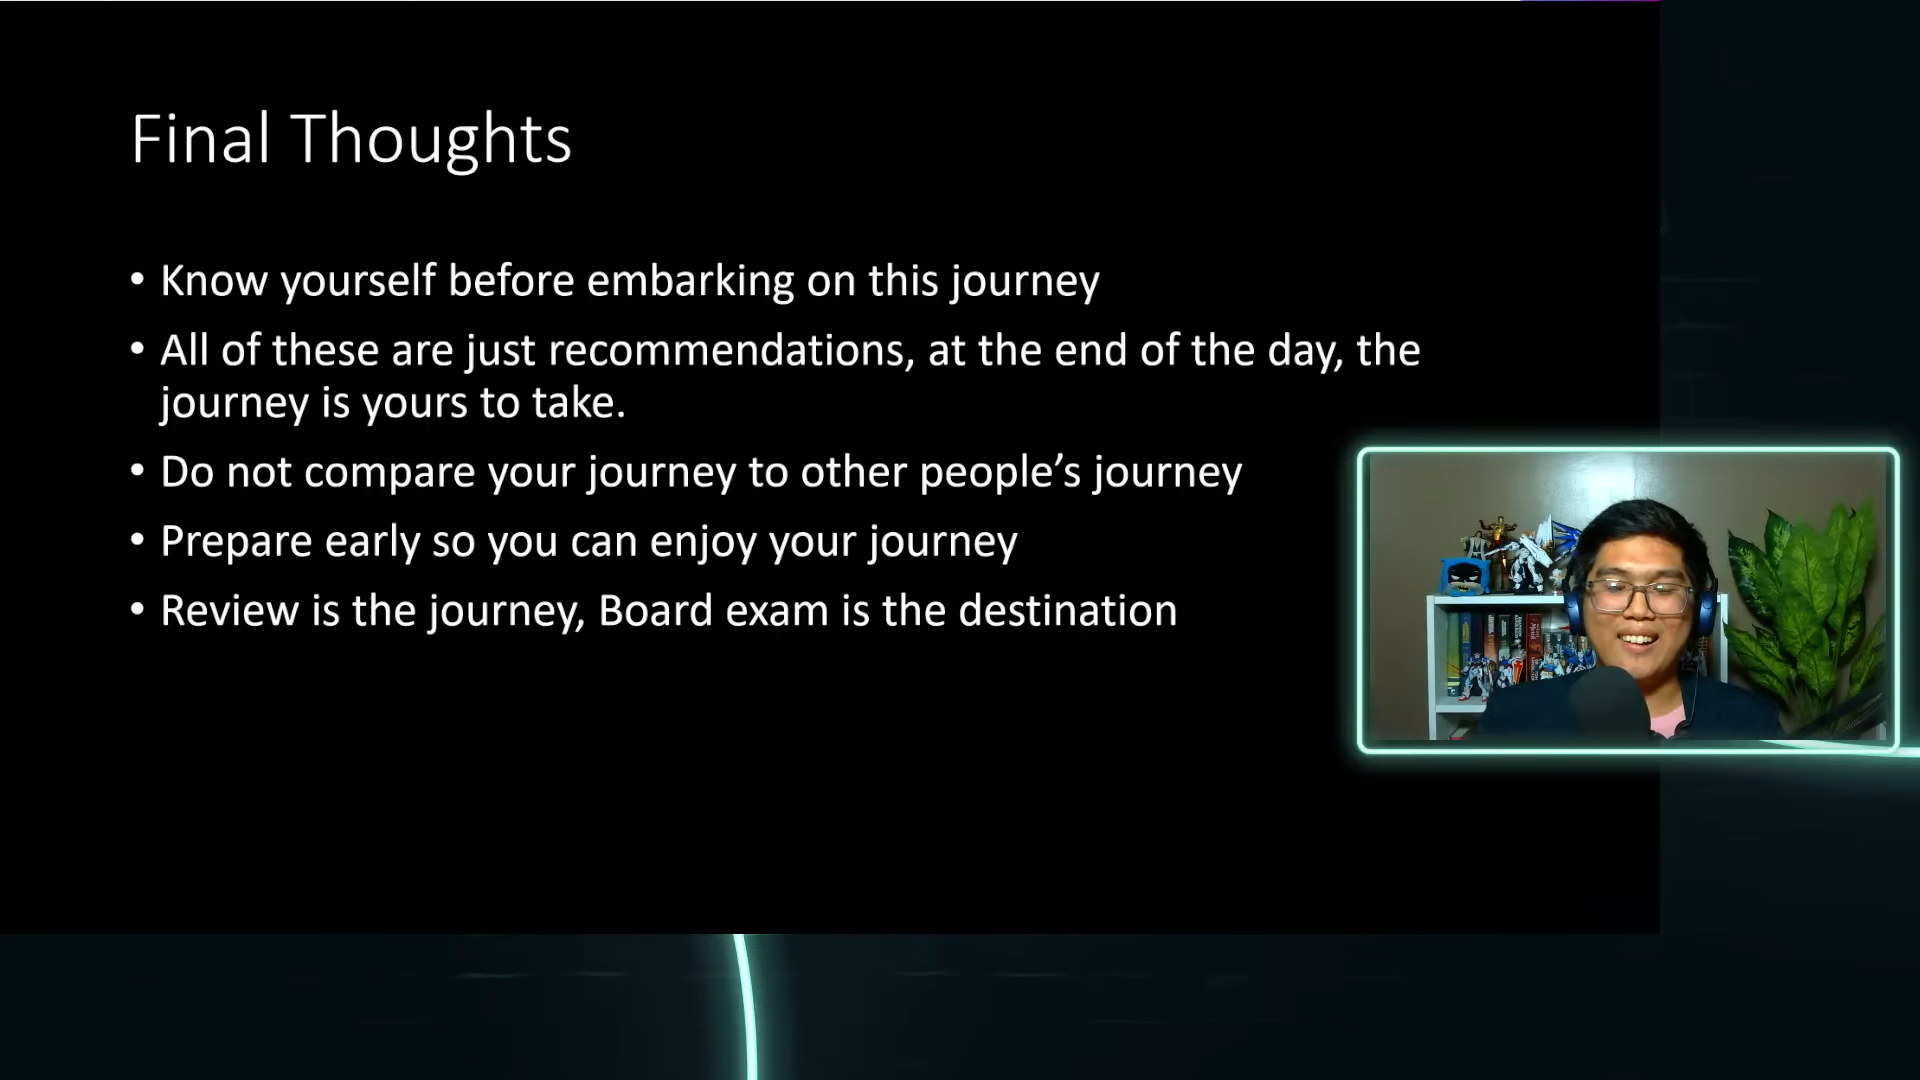 Final Thoughts
• Know yourself before embarking on this journey
• All of these are just recommendations, at the end of the day, the
journey is yours to take.
• Do not compare your journey to other people’s journey
• Prepare early so you can enjoy your journey
• Review is the journey, Board exam is the destination